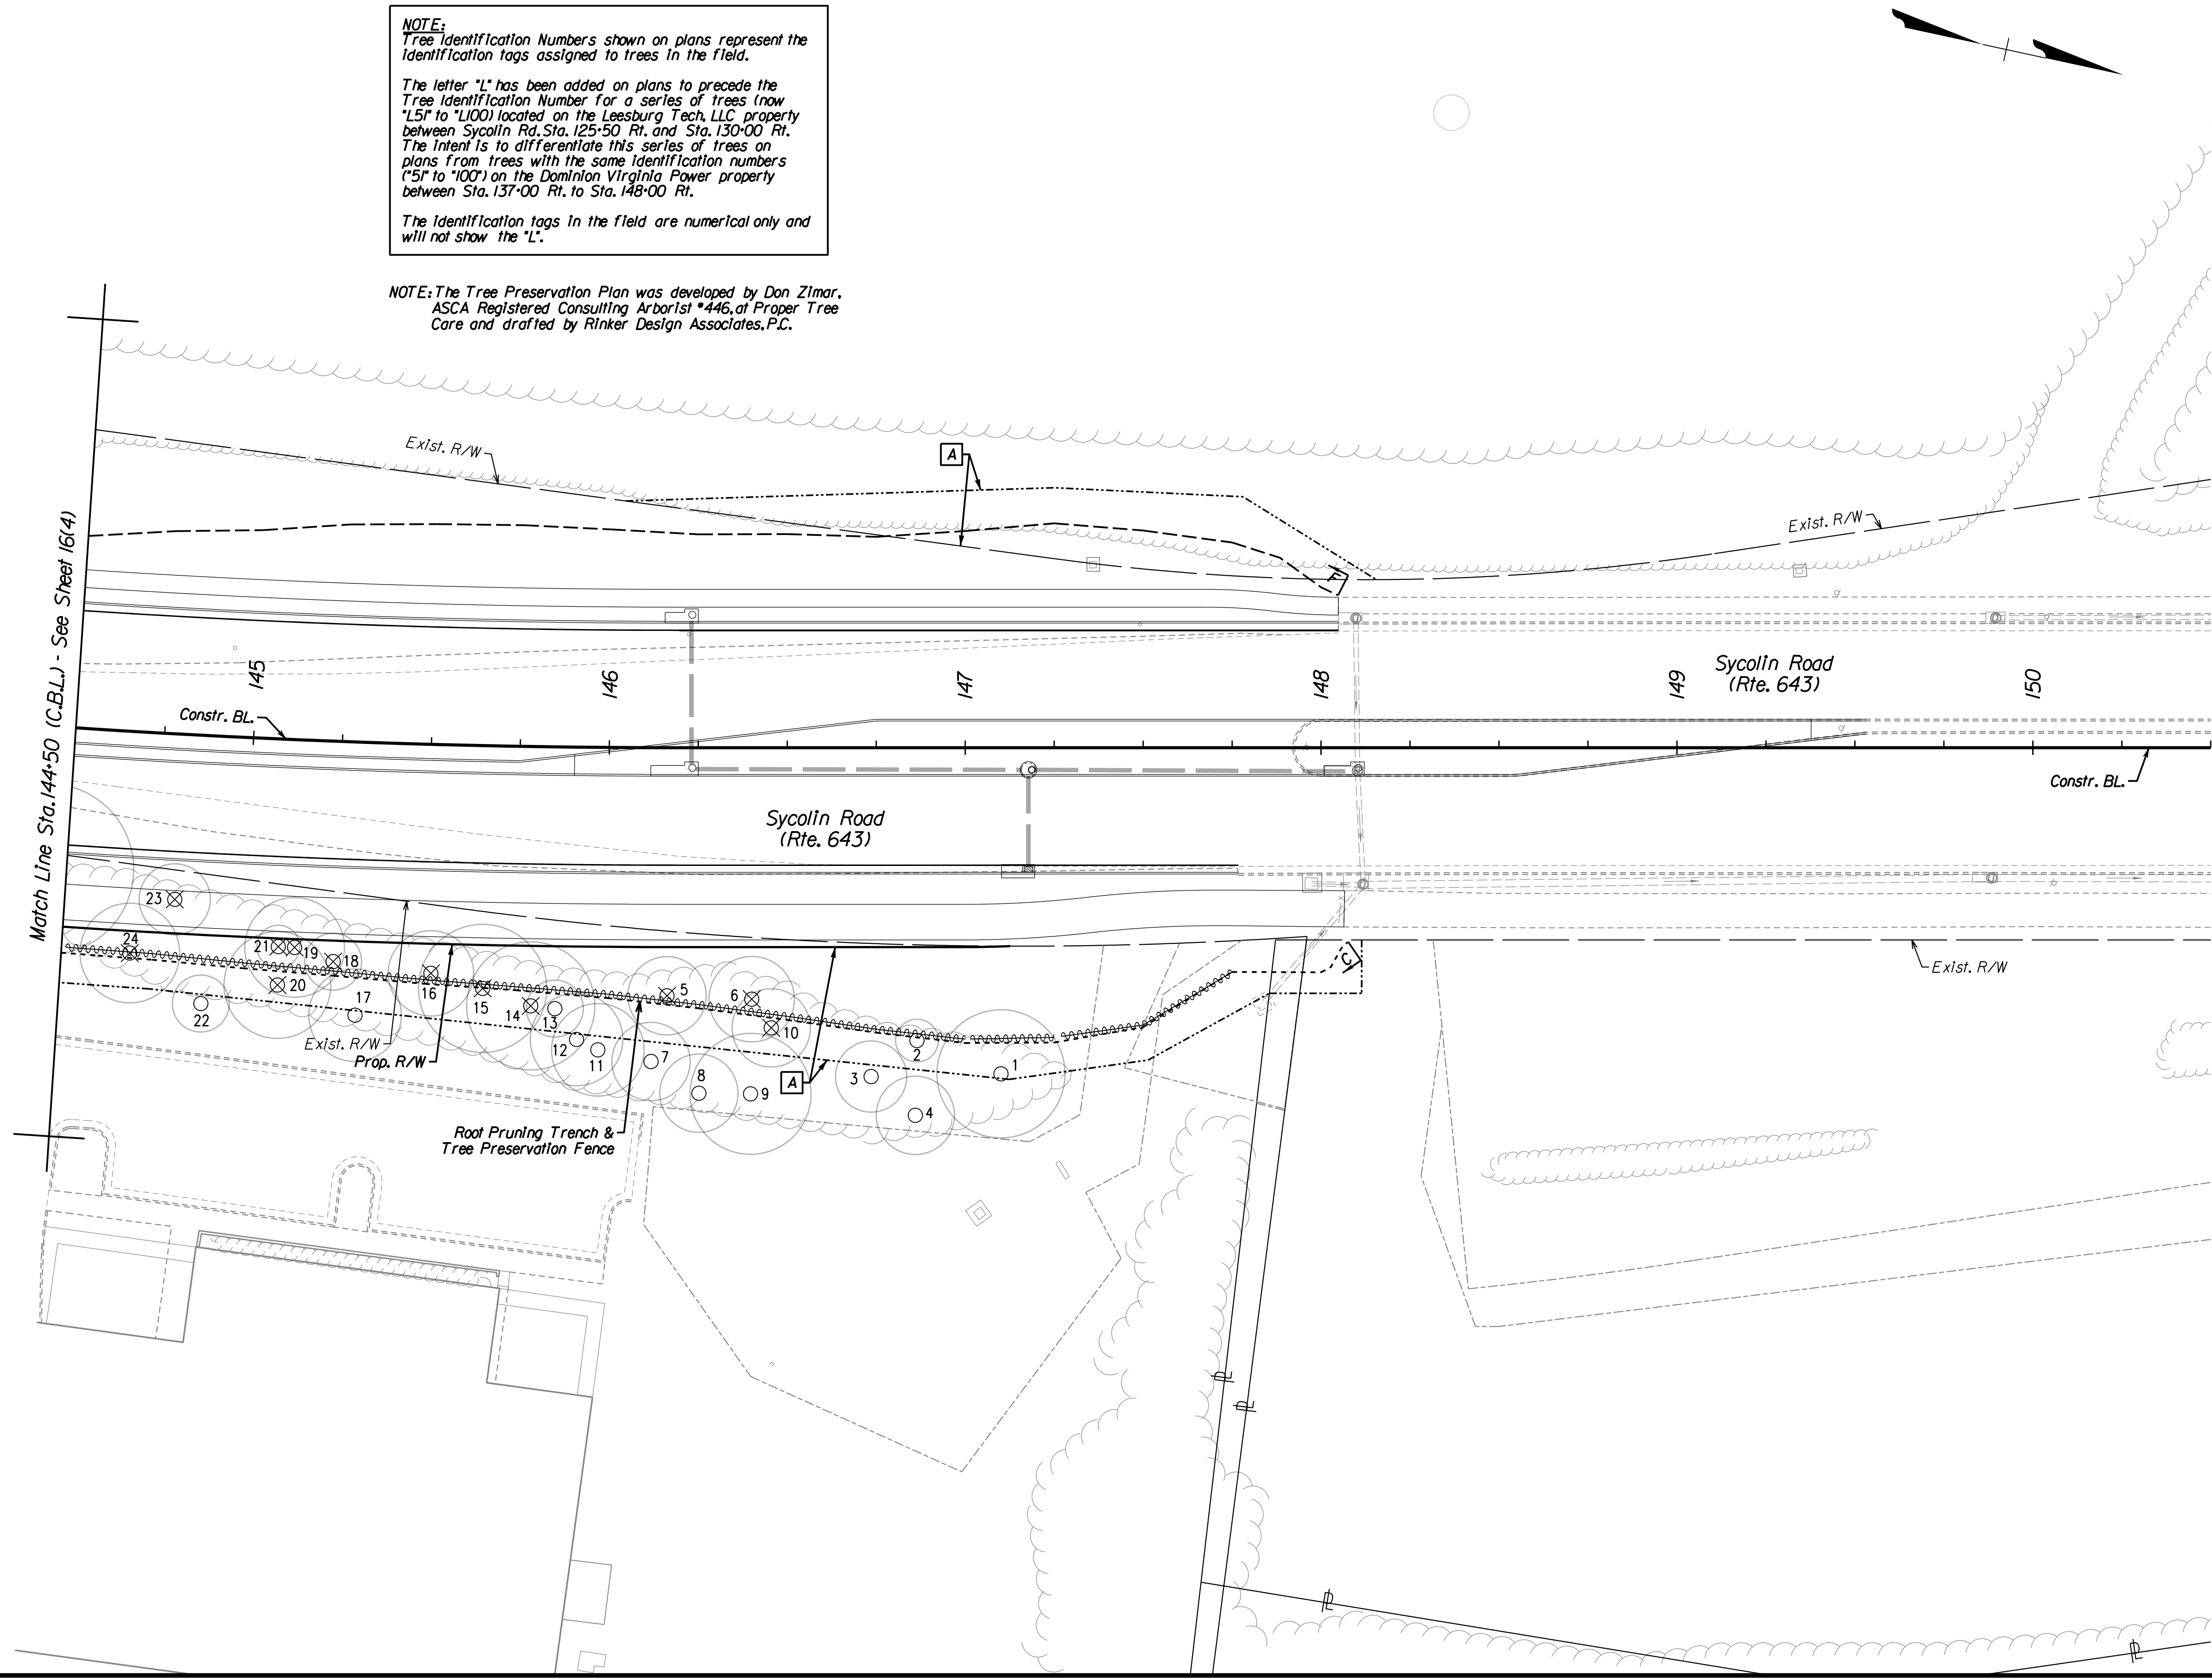 NOTE:
Tree Identification Numbers shown on plans represent the
identification tags assigned to trees in the field.
The letter "L" has been added on plans to precede the
Tree Identification Number for a series of trees (now
"L51" to "L100) located on the Leesburg Tech, LLC property
between Sycolin Rd. Sta. 125+50 Rt. and Sta. 130+00 Rt.
The intent is to differentiate this series of trees on
plans from trees with the same identification numbers
("51" to "100") on the Dominion Virginia Power property
between Sta. 137+00 Rt. to Sta. 148+00 Rt.
The identification tags in the field are numerical only and
will not show the "L".
NOTE: The Tree Preservation Plan was developed by Don Zimar,
ASCA Registered Consulting Arborist #446, at Proper Tree
Care and drafted by Rinker Design Associates, P.C.
Exist. R/W
A
Exist. R/W
F
Match Line Sta. 144+50 (C.B.L.) - See Sheet 16(4)
145
146
147
148
149
150
Sycolin Road
(Rte. 643)
Constr. BL.
Constr. BL.
Sycolin Road
(Rte. 643)
23
24
21
19
18
20
22
17
16
15
14
13
12
11
5
6
10
7
8
9
3
2
4
1
C
Exist. R/W
Exist. R/W
Prop. R/W
A
Root Pruning Trench &
Tree Preservation Fence
PL
PL
PL
PL